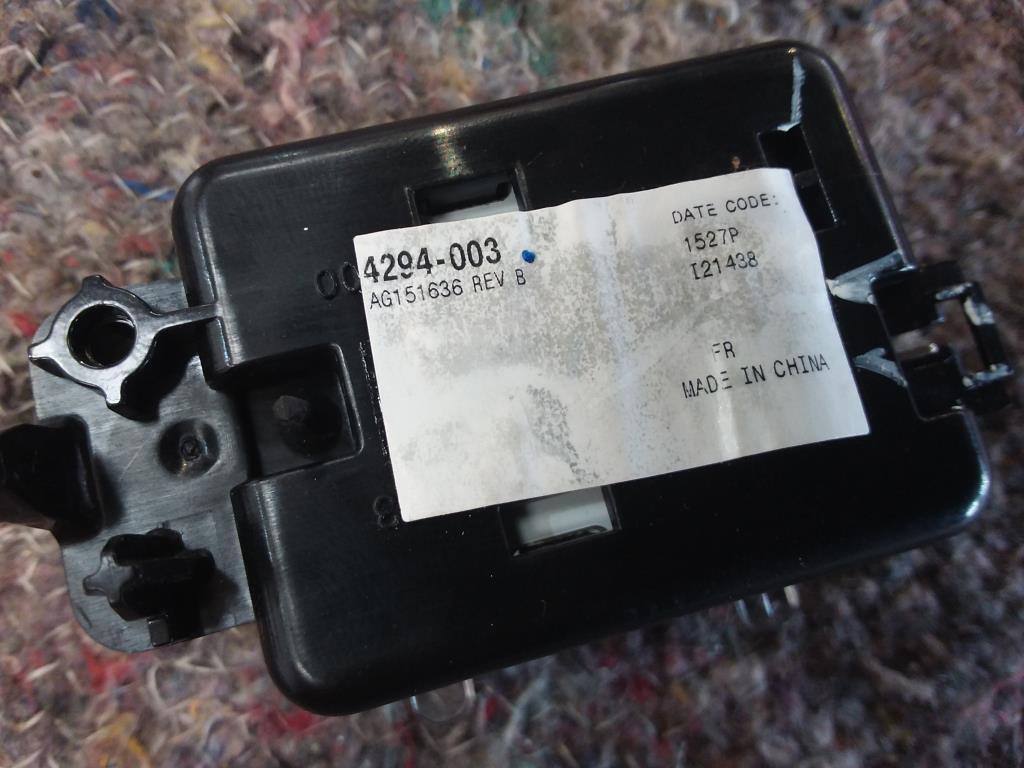 4294-003
AG151636 REV B
DATE CODE:
1527P
I21438
FR
MADE IN CHINA